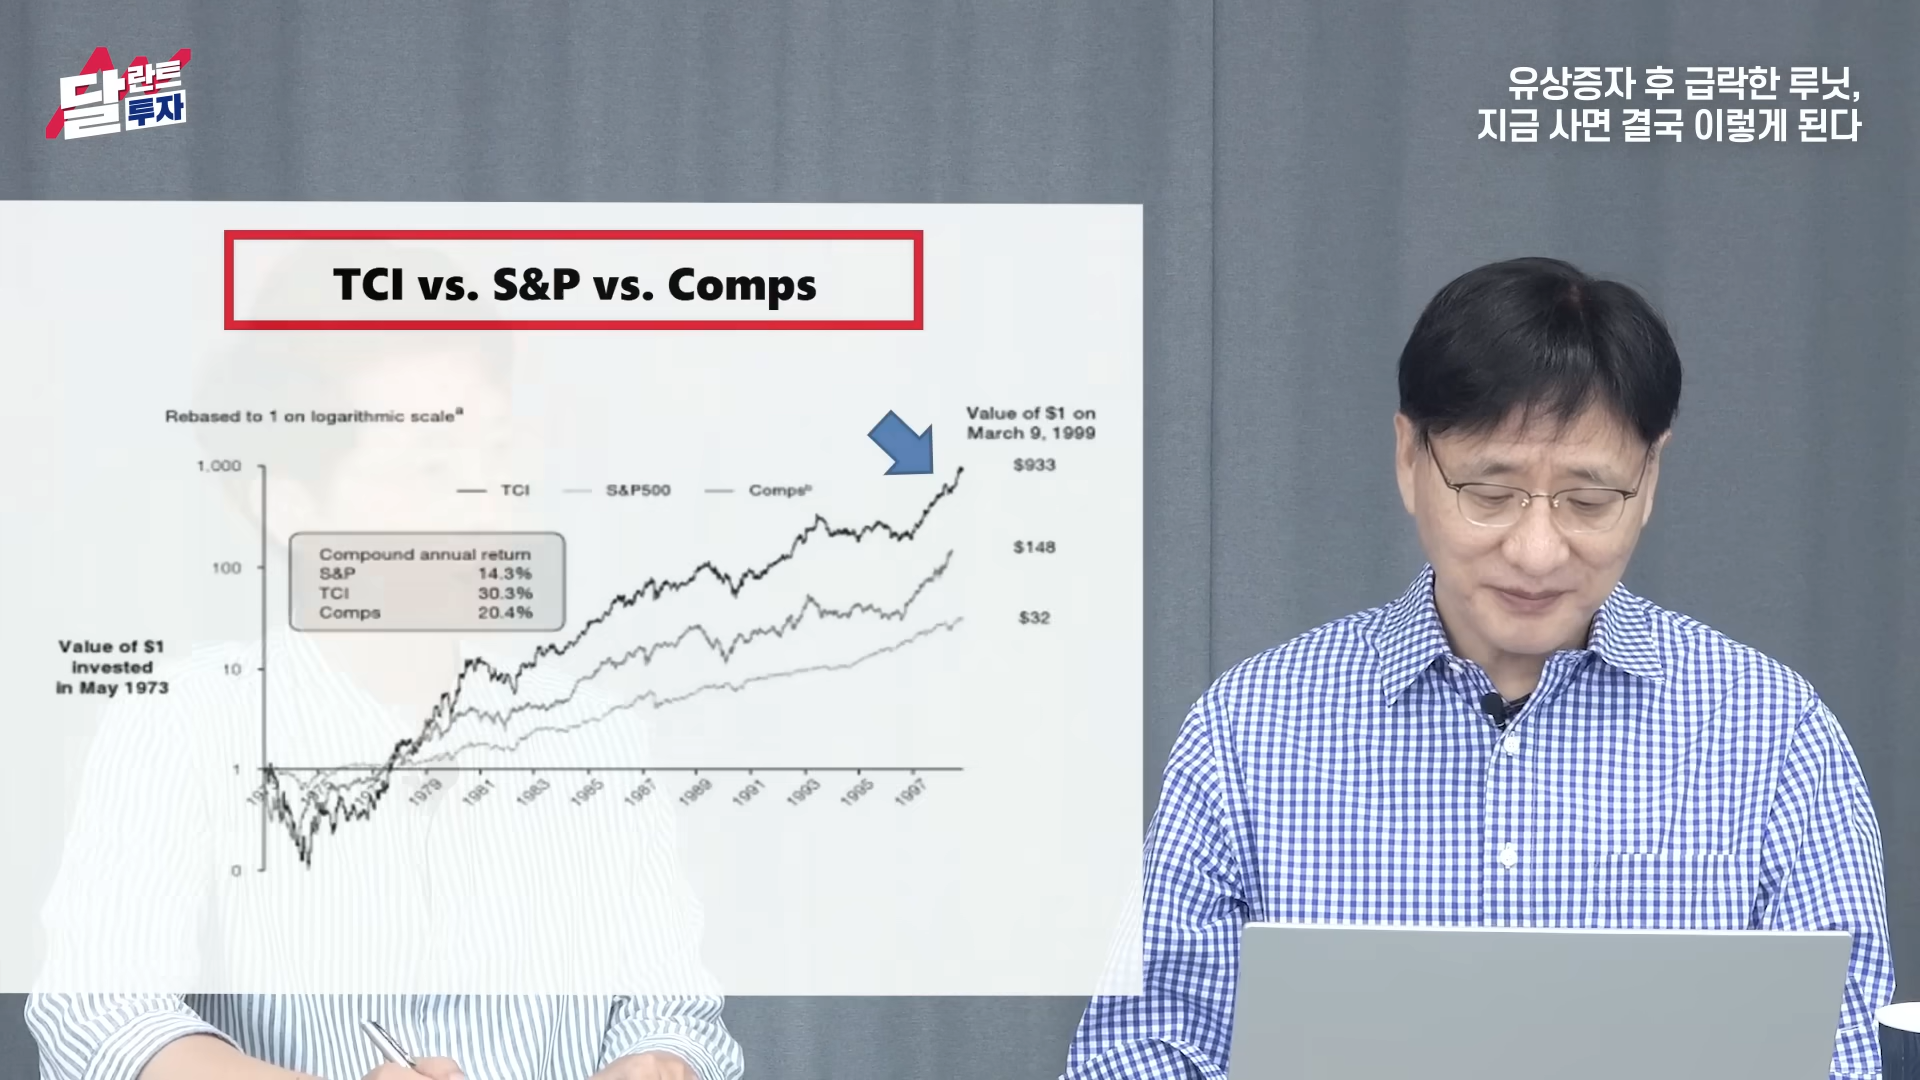 달란트
투자
유상증자 후 급락한 루닛,
지금 사면 결국 이렇게 된다
TCI vs. S&P vs. Comps
Rebased to 1 on logarithmic scaleª
Value of $1 on
March 9, 1999
1,000
$933
TCI S&P500 Compsᵇ
$148
Compound annual return
100
S&P 14.3%
TCI 30.3%
Comps 20.4%
$32
Value of $1
invested
in May 1973
10
1
1979 1981 1983 1985 1987 1989 1991 1993 1995 1997
0